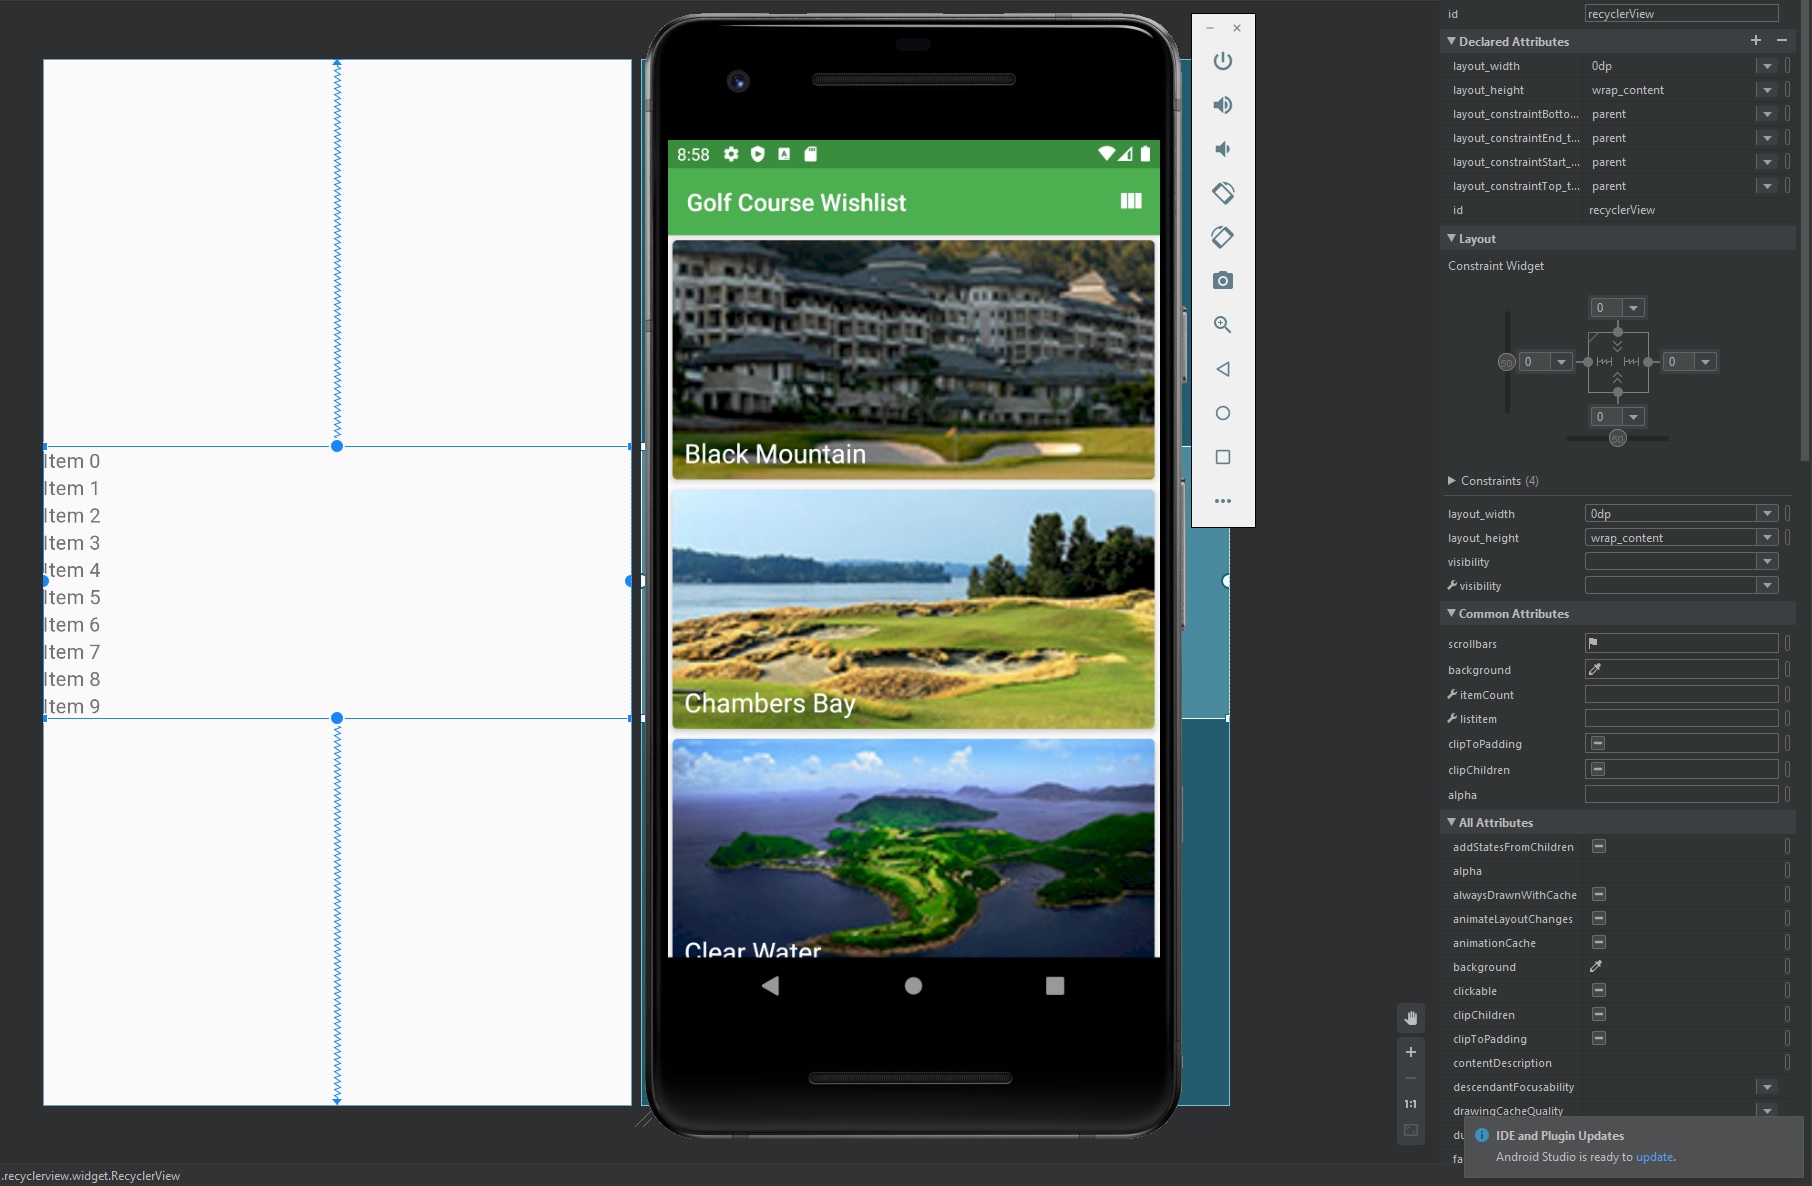 Item 0
Item 1
Item 2
Item 3
Item 4
Item 5
Item 6
Item 7
Item 8
Item 9
8:58
Golf Course Wishlist
Black Mountain
Chambers Bay
Clear Water
1:1
.recyclerview.widget.RecyclerView
id recyclerView
Declared Attributes
layout_width 0dp
layout_height wrap_content
layout_constraintBotto... parent
layout_constraintEnd_t... parent
layout_constraintStart_... parent
layout_constraintTop_t... parent
id recyclerView
Layout
Constraint Widget
0
50 0 0
0
50
Constraints (4)
layout_width 0dp
layout_height wrap_content
visibility
visibility
Common Attributes
scrollbars
background
itemCount
listitem
clipToPadding
clipChildren
alpha
All Attributes
addStatesFromChildren
alpha
alwaysDrawnWithCache
animateLayoutChanges
animationCache
background
clickable
clipChildren
clipToPadding
contentDescription
descendantFocusability
drawingCacheQuality
du
fa
IDE and Plugin Updates
Android Studio is ready to update.